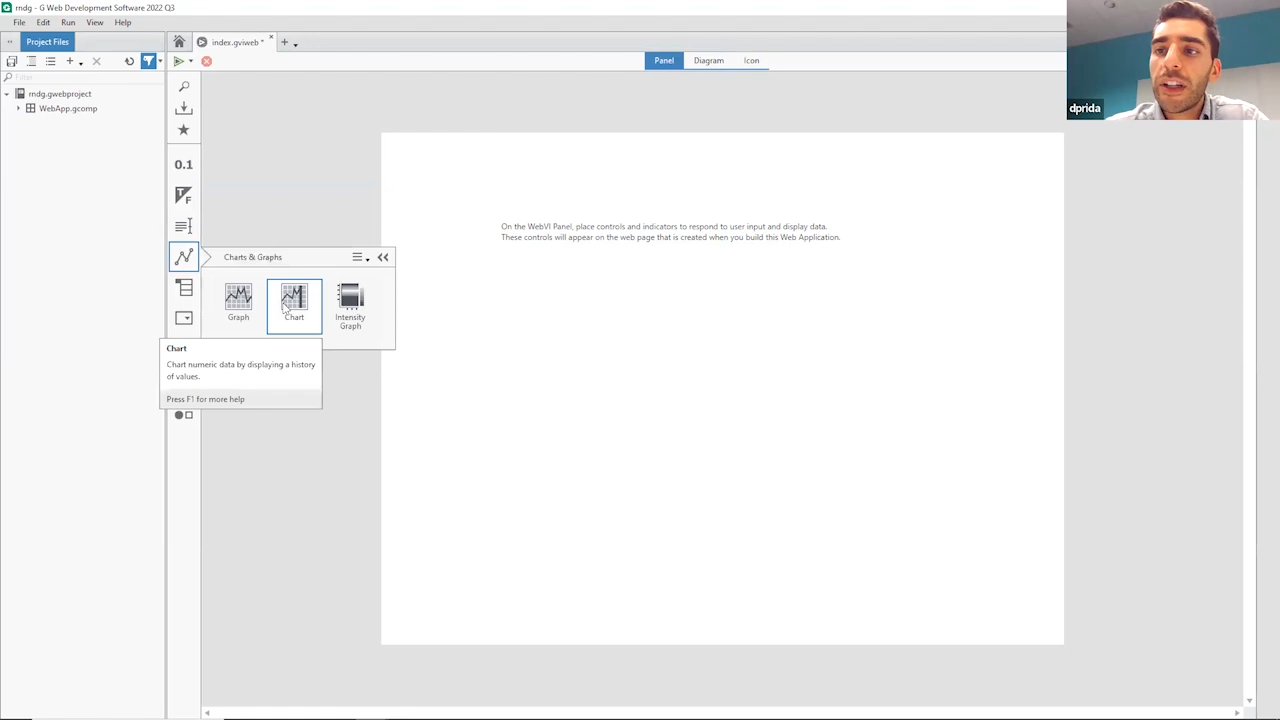 rndg - G Web Development Software 2022 Q3
File Edit Run View Help
Project Files
index.gviweb *
Panel Diagram Icon
Filter
rndg.gwebproject
WebApp.gcomp
dprida
0.1
T
F
On the WebVI Panel, place controls and indicators to respond to user input and display data.
These controls will appear on the web page that is created when you build this Web Application.
Charts & Graphs
Graph
Chart
Intensity
Graph
Chart
Chart numeric data by displaying a history
of values.
Press F1 for more help